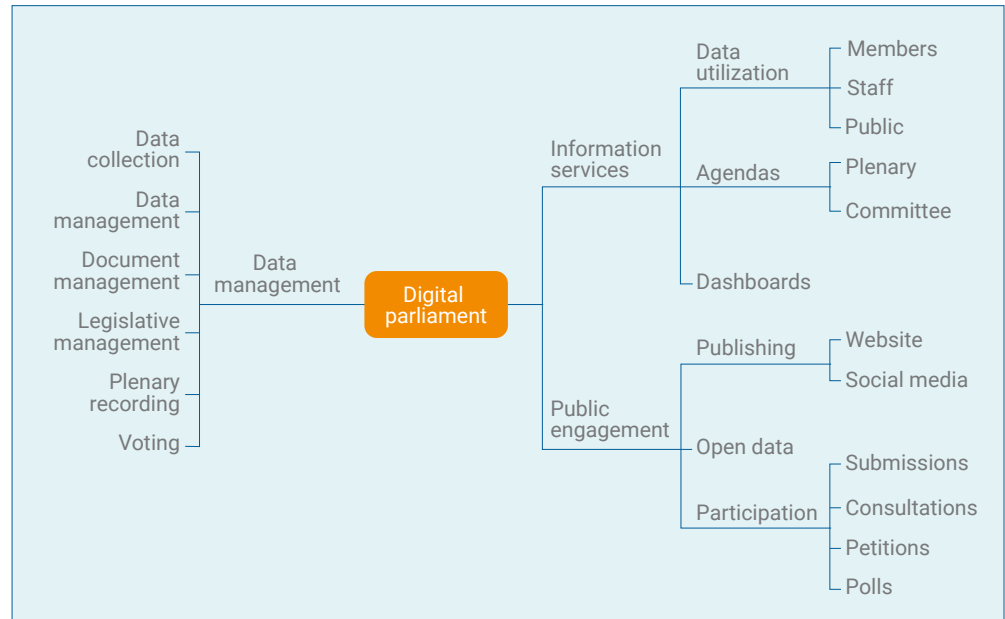 Data
collection
Data
management
Document
management
Legislative
management
Plenary
recording
Voting
Data
management
Digital
parliament
Information
services
Data
utilization
Members
Staff
Public
Agendas
Plenary
Committee
Dashboards
Public
engagement
Publishing
Website
Social media
Open data
Participation
Submissions
Consultations
Petitions
Polls